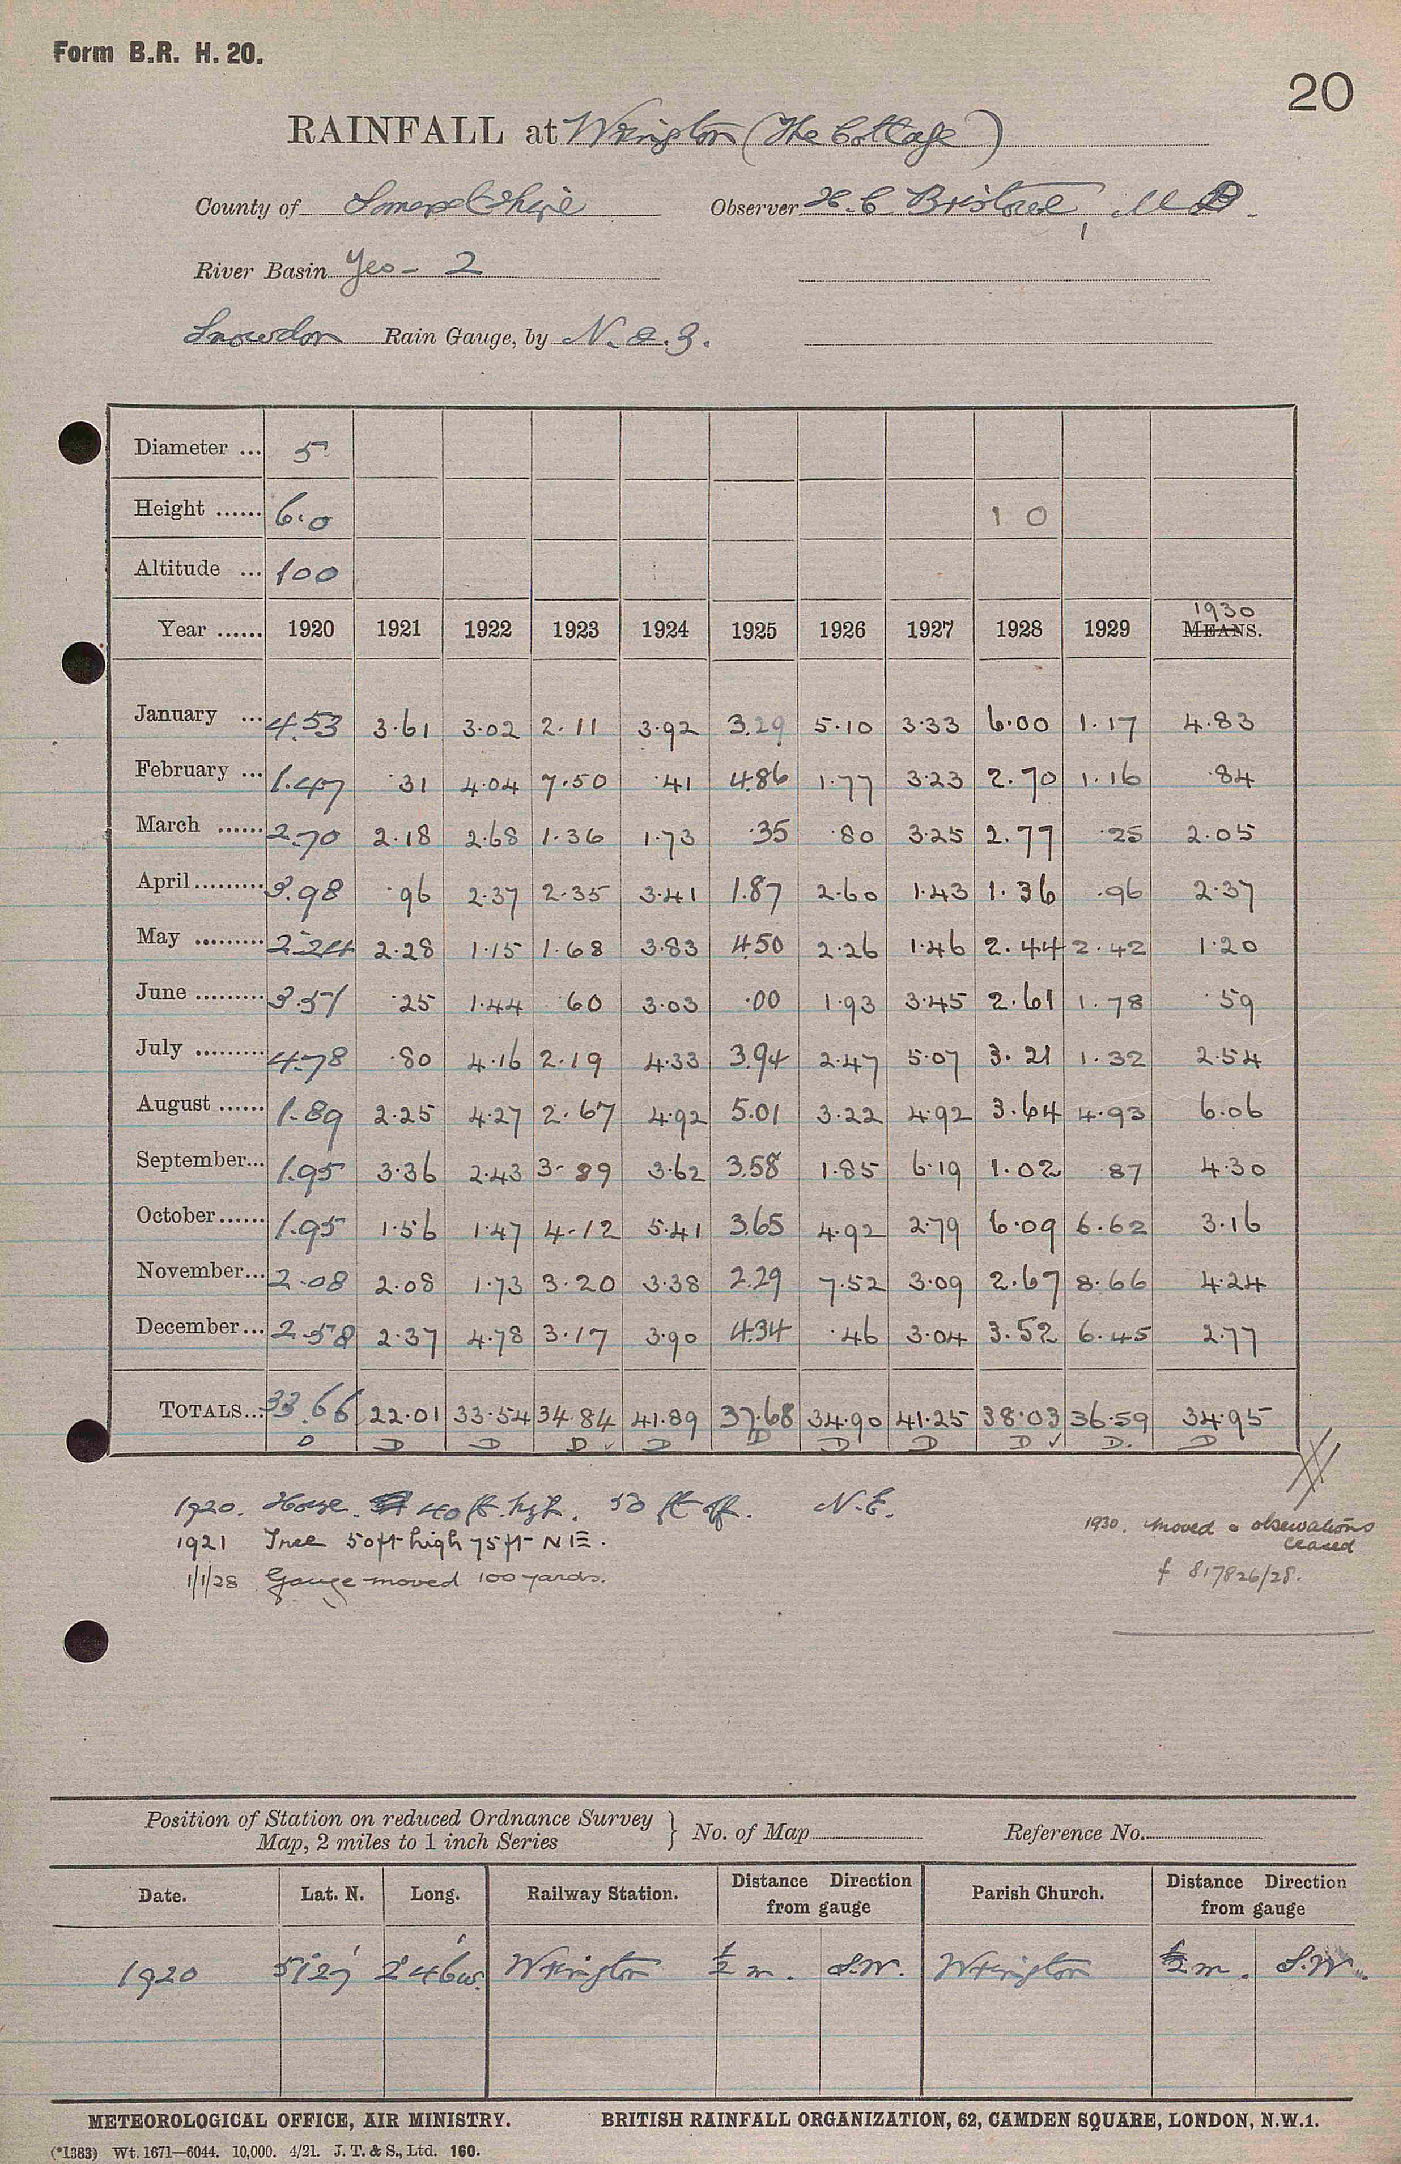 Form B.R. H. 20.
20
RAINFALL at Wrington (The Cottage)
County of Somersetshire Observer H. C. Bristowe, M D.
River Basin Yeo - 2
Snowdon Rain Gauge, by N. & Z.
Diameter ... 5
Height ...... 6.0 1 0
Altitude ... 100
Year ...... 1920 1921 1922 1923 1924 1925 1926 1927 1928 1929 1930 MEANS.
January ... 4.53 3.61 3.02 2.11 3.92 3.29 5.10 3.33 6.00 1.17 4.83
February ... 1.47 .31 4.04 7.50 .41 4.86 1.77 3.23 2.70 1.16 .84
March ...... 2.70 2.18 2.68 1.36 1.73 .35 .80 3.25 2.77 .25 2.05
April ......... 3.98 .96 2.37 2.35 3.41 1.87 2.60 1.43 1.36 .96 2.37
May ......... 2.24 2.28 1.15 1.68 3.83 4.50 2.26 1.46 2.44 2.42 1.20
June ......... 3.51 .25 1.44 .60 3.03 .00 1.93 3.45 2.61 1.78 .59
July ......... 4.78 .80 4.16 2.19 4.33 3.94 2.47 5.07 3.21 1.32 2.54
August ...... 1.89 2.25 4.27 2.67 4.92 5.01 3.22 4.92 3.64 4.93 6.06
September... 1.95 3.36 2.43 3.89 3.62 3.58 1.85 6.19 1.02 .87 4.30
October...... 1.95 1.56 1.47 4.12 5.41 3.65 4.92 2.79 6.09 6.62 3.16
November... 2.08 2.08 1.73 3.20 3.38 2.29 7.52 3.09 2.67 8.66 4.24
December... 2.58 2.37 4.78 3.17 3.90 4.34 .46 3.04 3.52 6.45 2.77
TOTALS... 33.66 22.01 33.54 34.84 41.89 37.68 34.90 41.25 38.03 36.59 34.95
D D D D ✓ D D D D D ✓ D. D
1920. House. 40 ft. high. 50 ft off. N.E.
1921 Tree 50ft high 75ft N E.
1/1/28 Gauge moved 100 yards.
1930. moved & observations
ceased
f 817826/28.
Position of Station on reduced Ordnance Survey
Map, 2 miles to 1 inch Series } No. of Map Reference No.
Date. Lat. N. Long. Railway Station. Distance Direction from gauge Parish Church. Distance Direction from gauge
1920 51° 21' 2° 46' w. Wrington ½ m. S.W. Wrington ½ m. S.W.
METEOROLOGICAL OFFICE, AIR MINISTRY. BRITISH RAINFALL ORGANIZATION, 62, CAMDEN SQUARE, LONDON, N.W.1.
(*1383) Wt. 1671—6044. 10,000. 4/21. J. T. & S., Ltd. 160.